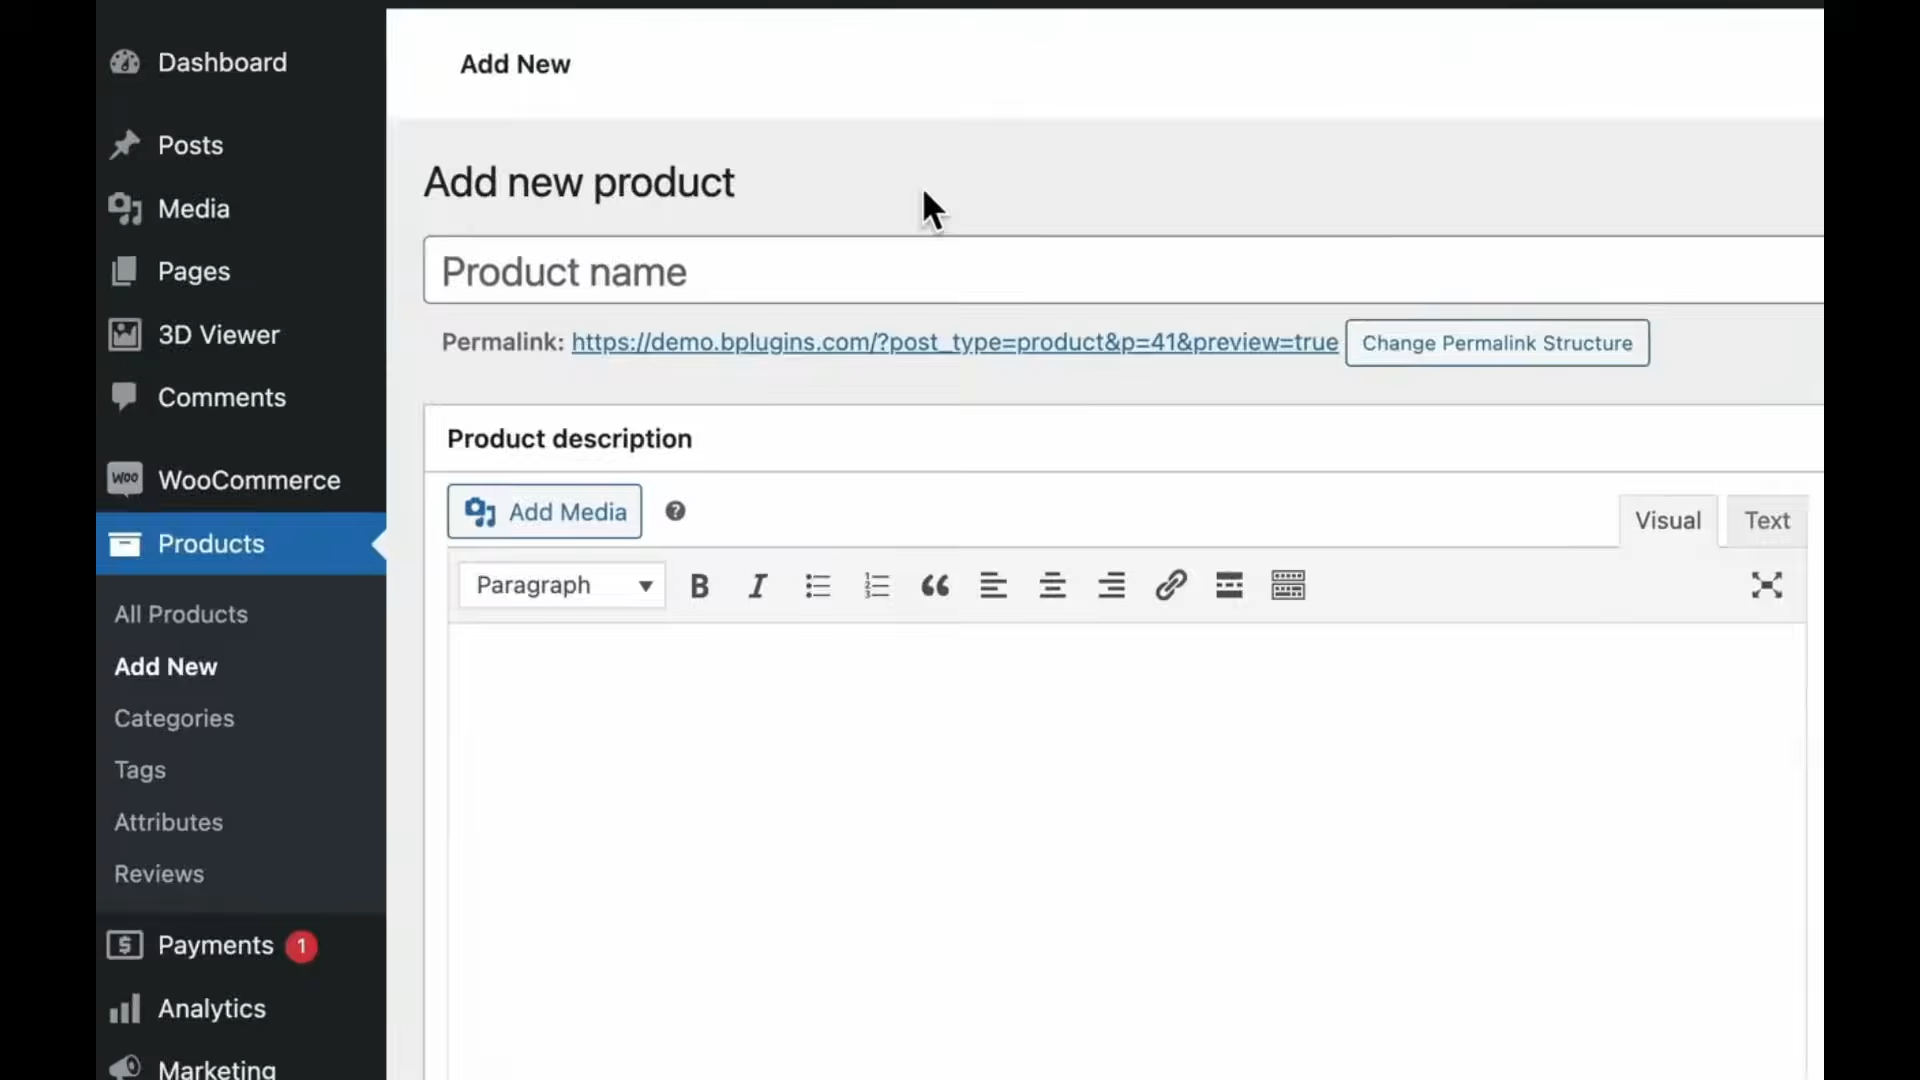 Dashboard
Posts
Media
Pages
3D Viewer
Comments
WOO WooCommerce
Products
All Products
Add New
Categories
Tags
Attributes
Reviews
Payments 1
Analytics
Marketing
Add New
Add new product
Product name
Permalink: https://demo.bplugins.com/?post_type=product&p=41&preview=true Change Permalink Structure
Product description
Add Media
Visual Text
Paragraph